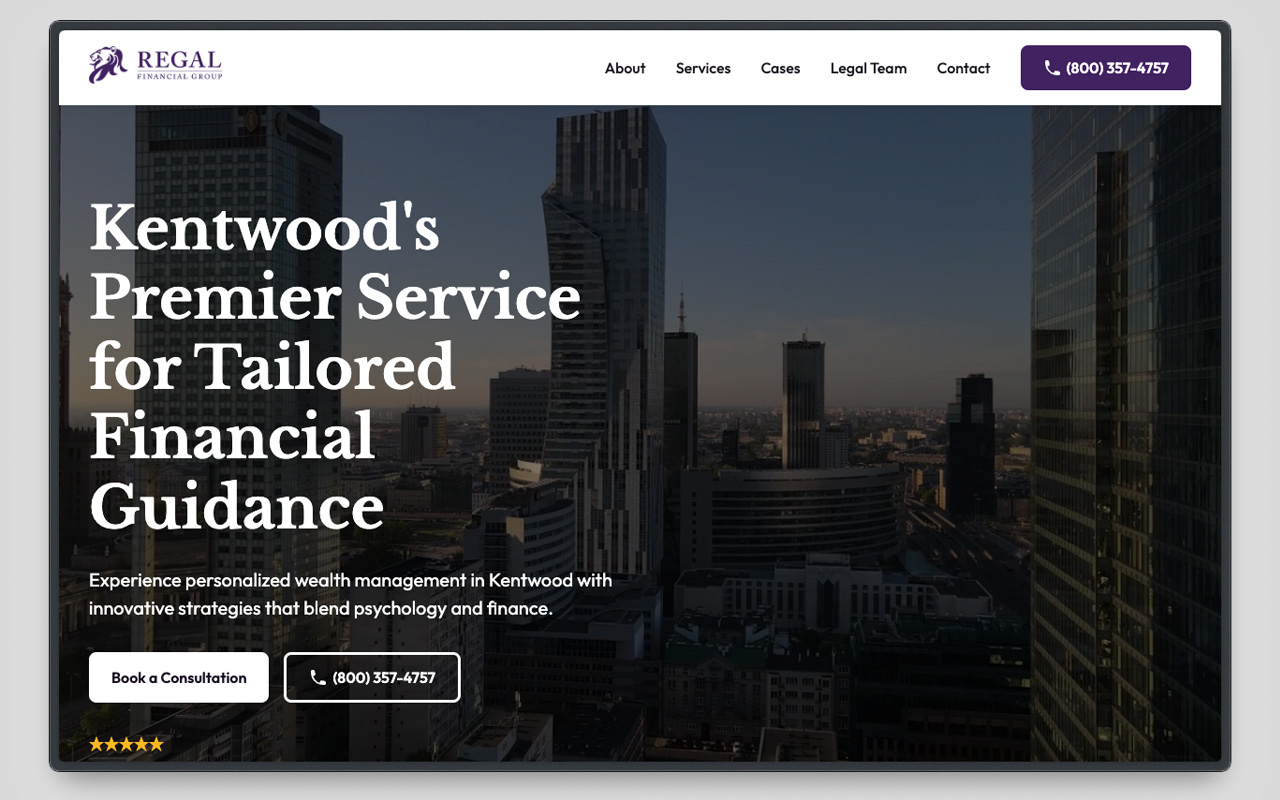 REGAL
FINANCIAL GROUP
About
Services
Cases
Legal Team
Contact
(800) 357-4757
Kentwood's
Premier Service
for Tailored
Financial
Guidance
Experience personalized wealth management in Kentwood with
innovative strategies that blend psychology and finance.
Book a Consultation
(800) 357-4757